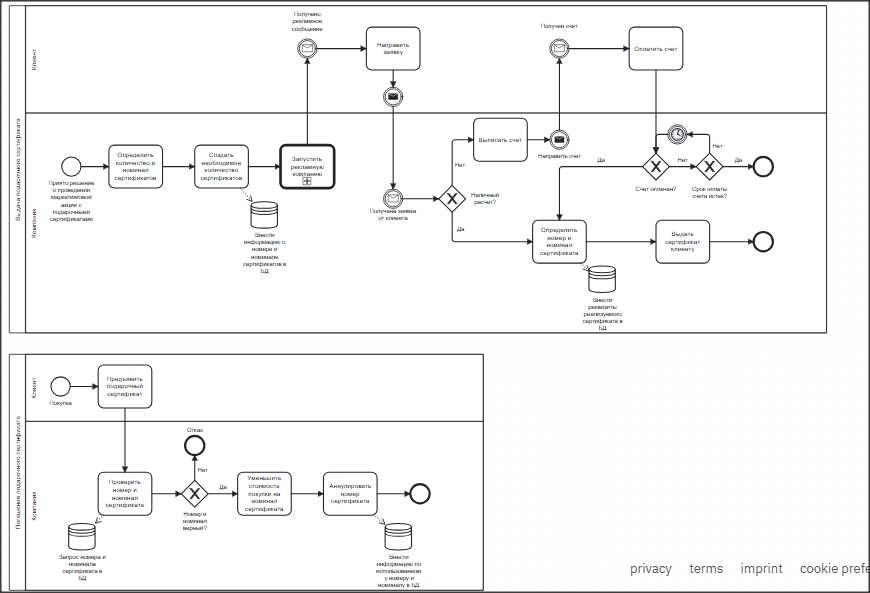 Выдача подарочного сертификата
Клиент
Получено
рекламное
сообщение
Направить
заявку
Получен счет
Оплатить счет
Компания
Принято решение
о проведении
маркетинговой
акции с
подарочными
сертификатами
Определить
количество и
номинал
сертификатов
Создать
необходимое
количество
сертификатов
Внести
информацию о
номере и
номинале
сертификатов в
БД
Запустить
рекламную
компанию
Получена заявка
от клиента
Наличный
расчет?
Нет
Да
Выписать счет
Направить счет
Определить
номер и
номинал
сертификата
Внести
реквизиты
реализуемого
сертификата в
БД
Да
Счет оплачен?
Нет
Срок оплаты
счета истек?
Нет
Да
Выдать
сертификат
клиенту
Погашение подарочного сертификата
Клиент
Покупка
Предъявить
подарочный
сертификат
Компания
Проверить
номер и
номинал
сертификата
Запрос номера и
номинала
сертификата в
БД
Отказ
Нет
Да
Номер и
номинал
верный?
Уменьшить
стоимость
покупки на
номинал
сертификата
Аннулировать
номер
сертификата
Внести
информацию по
использованном
у номеру и
номиналу в БД
privacy terms imprint cookie prefe